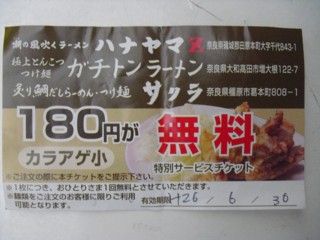 潮の風吹くラーメン ハナヤマ 奈良県磯城郡田原本町大字千代843-1
極上とんこつつけ麺 ガチトンラーメン 奈良県大和高田市増大根122-7
炙り鯛だしらーめん・つけ麺 サクラ 奈良県橿原市葛本町808-1
180円が 無料
カラアゲ小
特別サービスチケット
※ご注文の際に本チケットをご提示下さい。
※1枚につき、おひとりさま1回無料とさせていただきます。
※麺類をご注文のお客様に限りご利用可能となります。
有効期限 H26/6/30